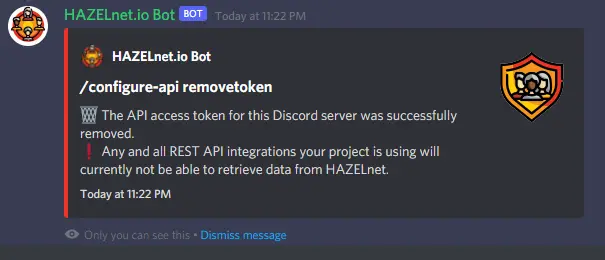 HAZELnet.io Bot BOT Today at 11:22 PM
HAZELnet.io Bot
/configure-api removetoken
🗑️ The API access token for this Discord server was successfully
removed.
❗ Any and all REST API integrations your project is using will
currently not be able to retrieve data from HAZELnet.
Today at 11:22 PM
Only you can see this • Dismiss message